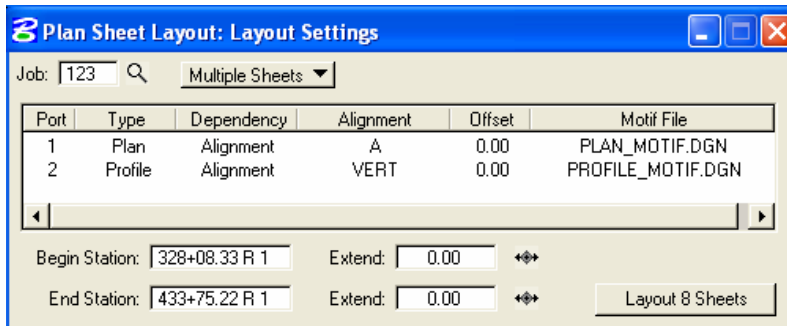 Plan Sheet Layout: Layout Settings
Job: 123 Multiple Sheets
Port Type Dependency Alignment Offset Motif File
1 Plan Alignment A 0.00 PLAN_MOTIF.DGN
2 Profile Alignment VERT 0.00 PROFILE_MOTIF.DGN
Begin Station: 328+08.33 R 1 Extend: 0.00
End Station: 433+75.22 R 1 Extend: 0.00 Layout 8 Sheets